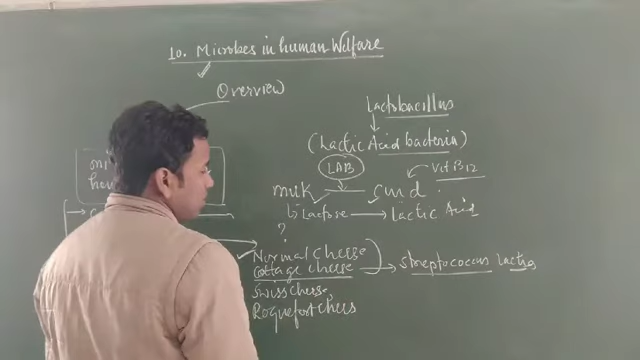 10. Microbes in human Welfare
Overview
Lactobacillus
(Lactic Acid bacteria)
LAB
Vit B12
milk curd
Lactose → Lactic Acid
?
Normal Cheese
Cottage cheese → Streptococcus Lactis
Swiss cheese
Roquefort chees